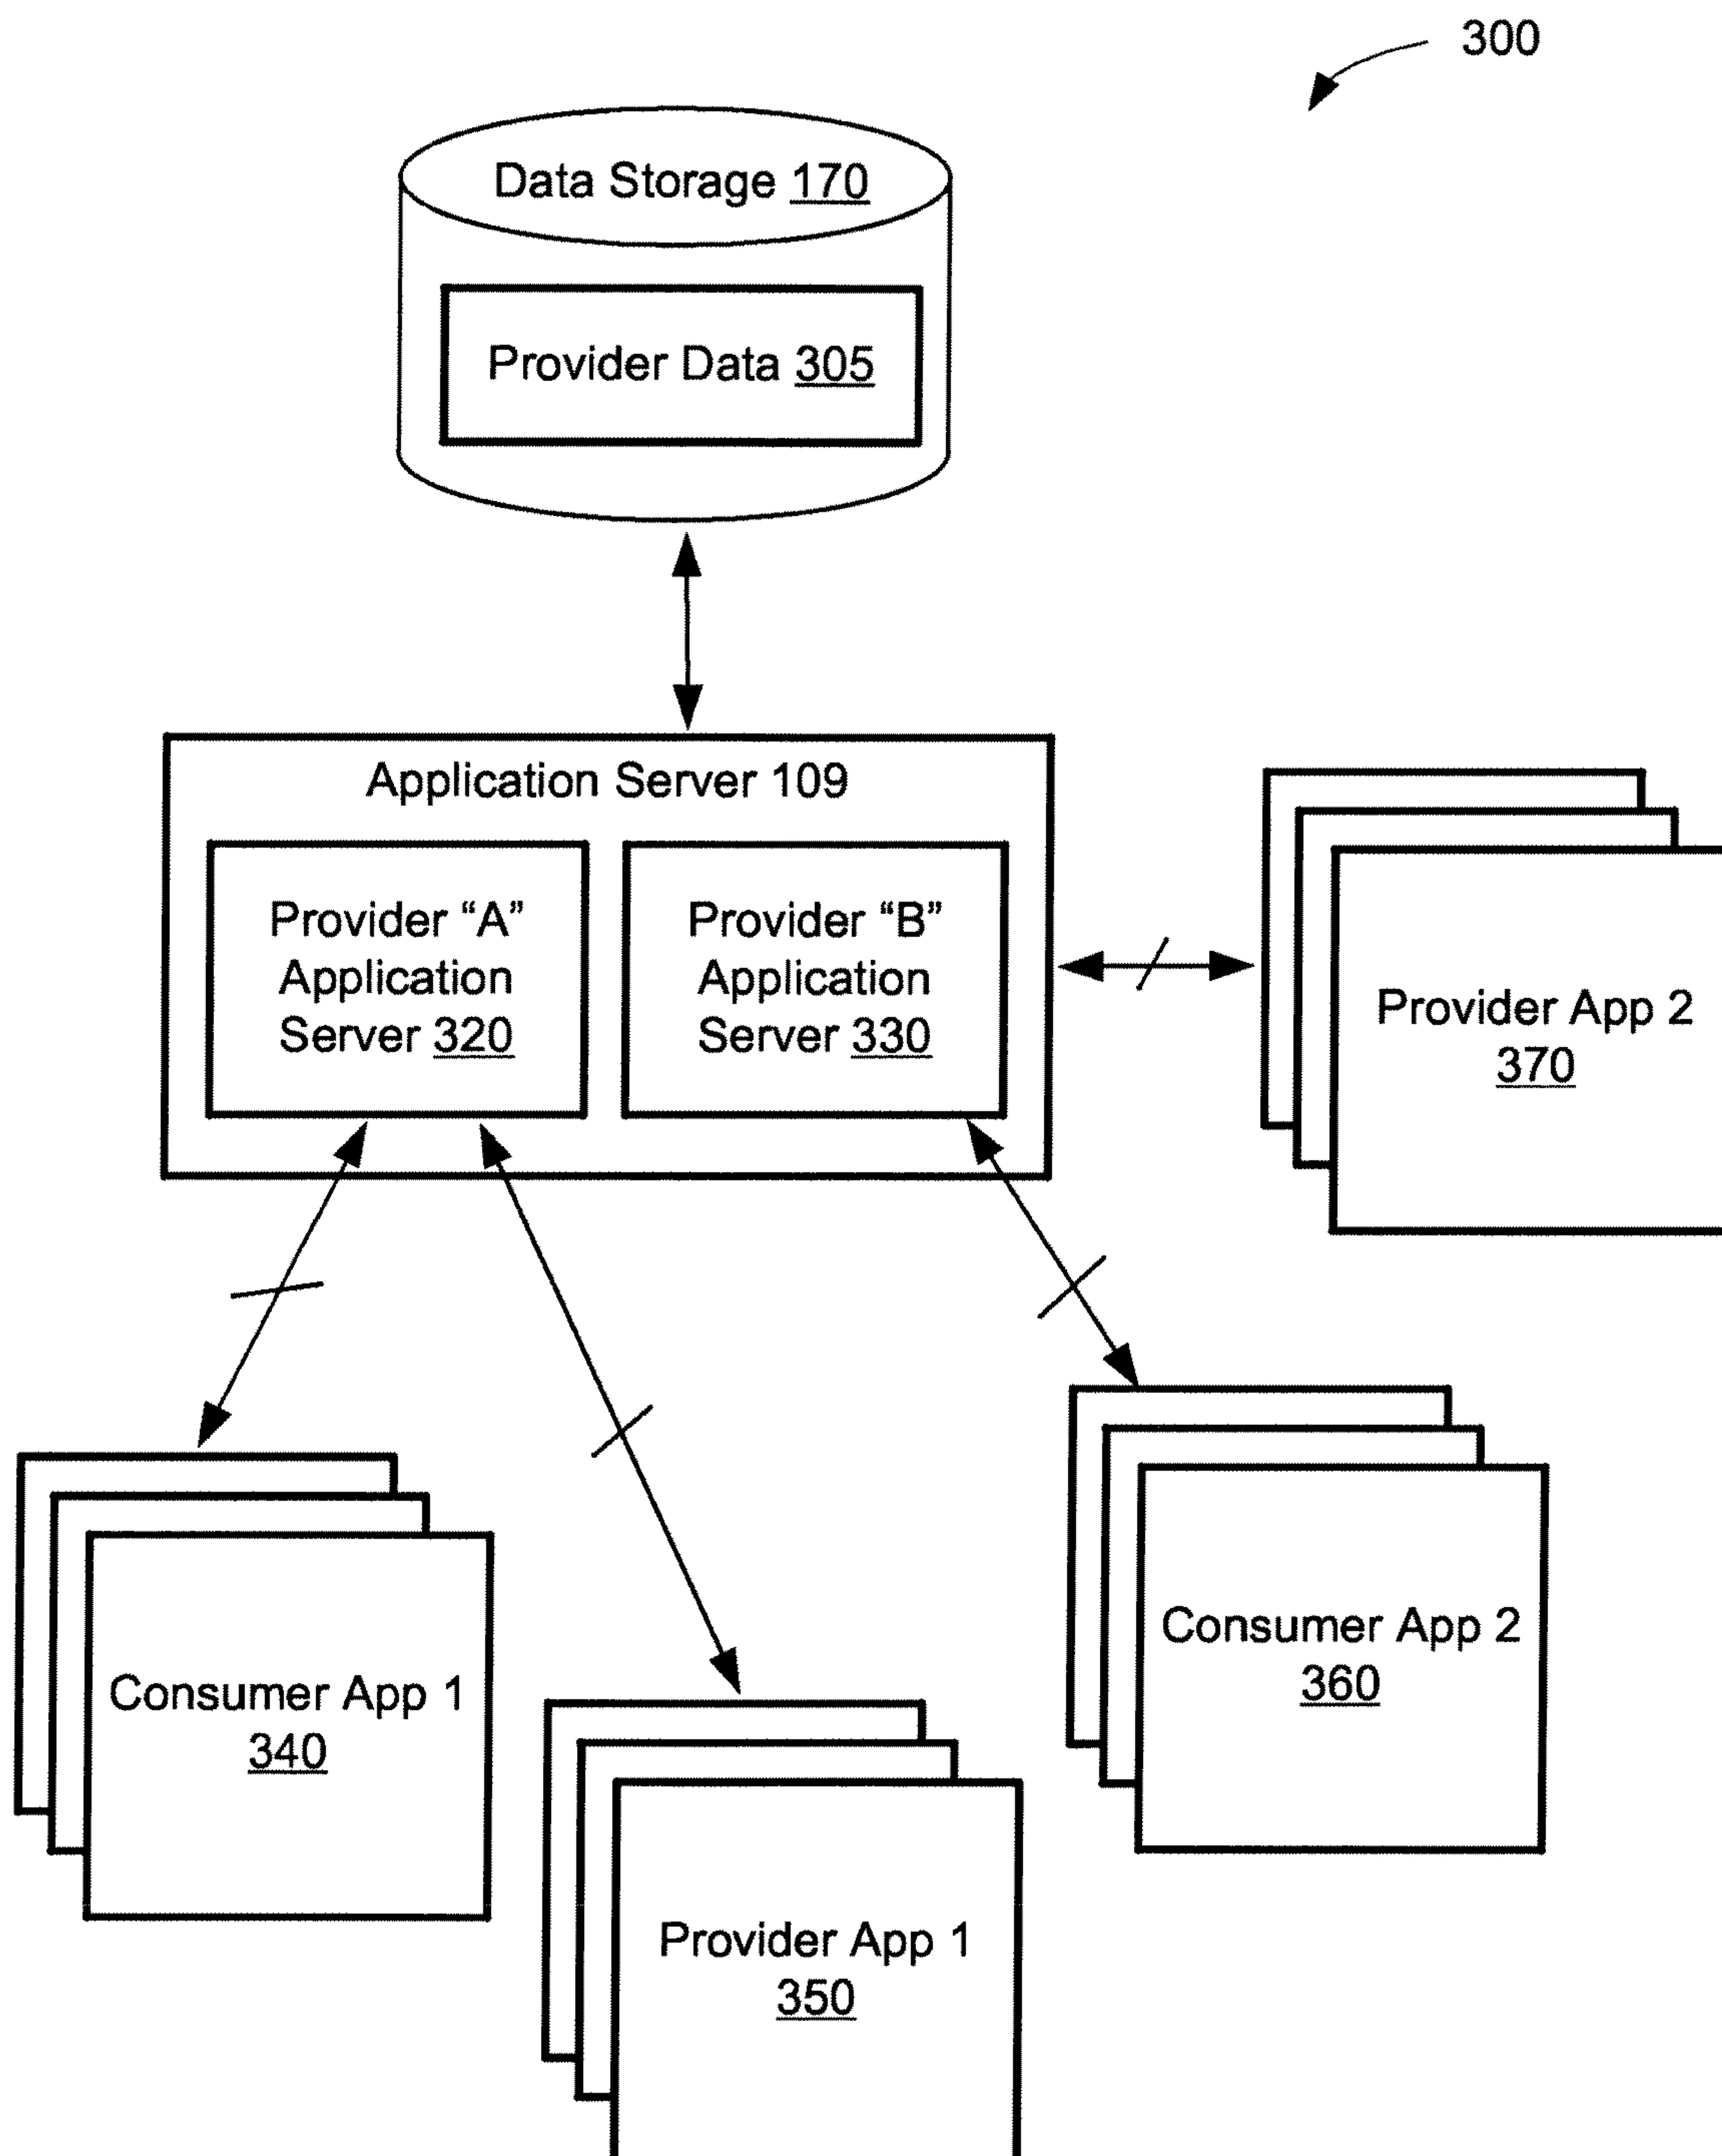 300
Data Storage 170
Provider Data 305
Application Server 109
Provider “A”
Application
Server 320
Provider “B”
Application
Server 330
Provider App 2
370
Consumer App 2
360
Consumer App 1
340
Provider App 1
350